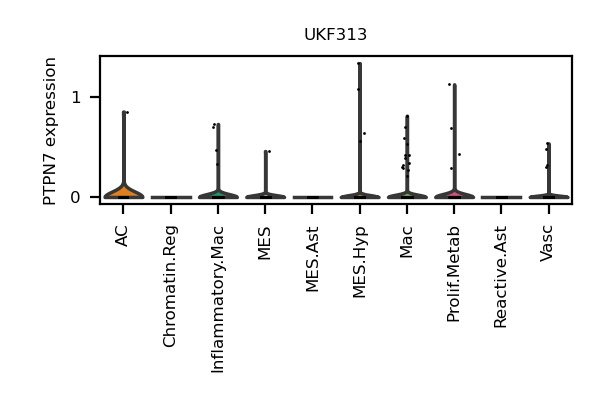 UKF313
PTPN7 expression
1
0
AC
Chromatin.Reg
Inflammatory.Mac
MES
MES.Ast
MES.Hyp
Mac
Prolif.Metab
Reactive.Ast
Vasc